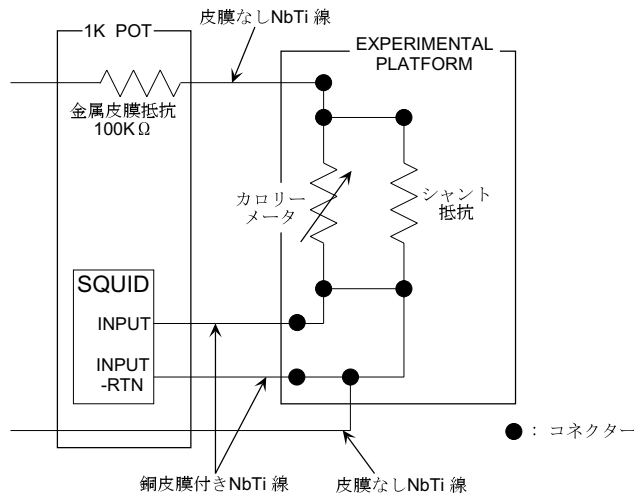 皮膜なしNbTi 線
1K POT
EXPERIMENTAL
PLATFORM
金属皮膜抵抗
100KΩ
カロリー
メータ
シャント
抵抗
SQUID
INPUT
INPUT
-RTN
●： コネクター
銅皮膜付きNbTi 線
皮膜なしNbTi 線